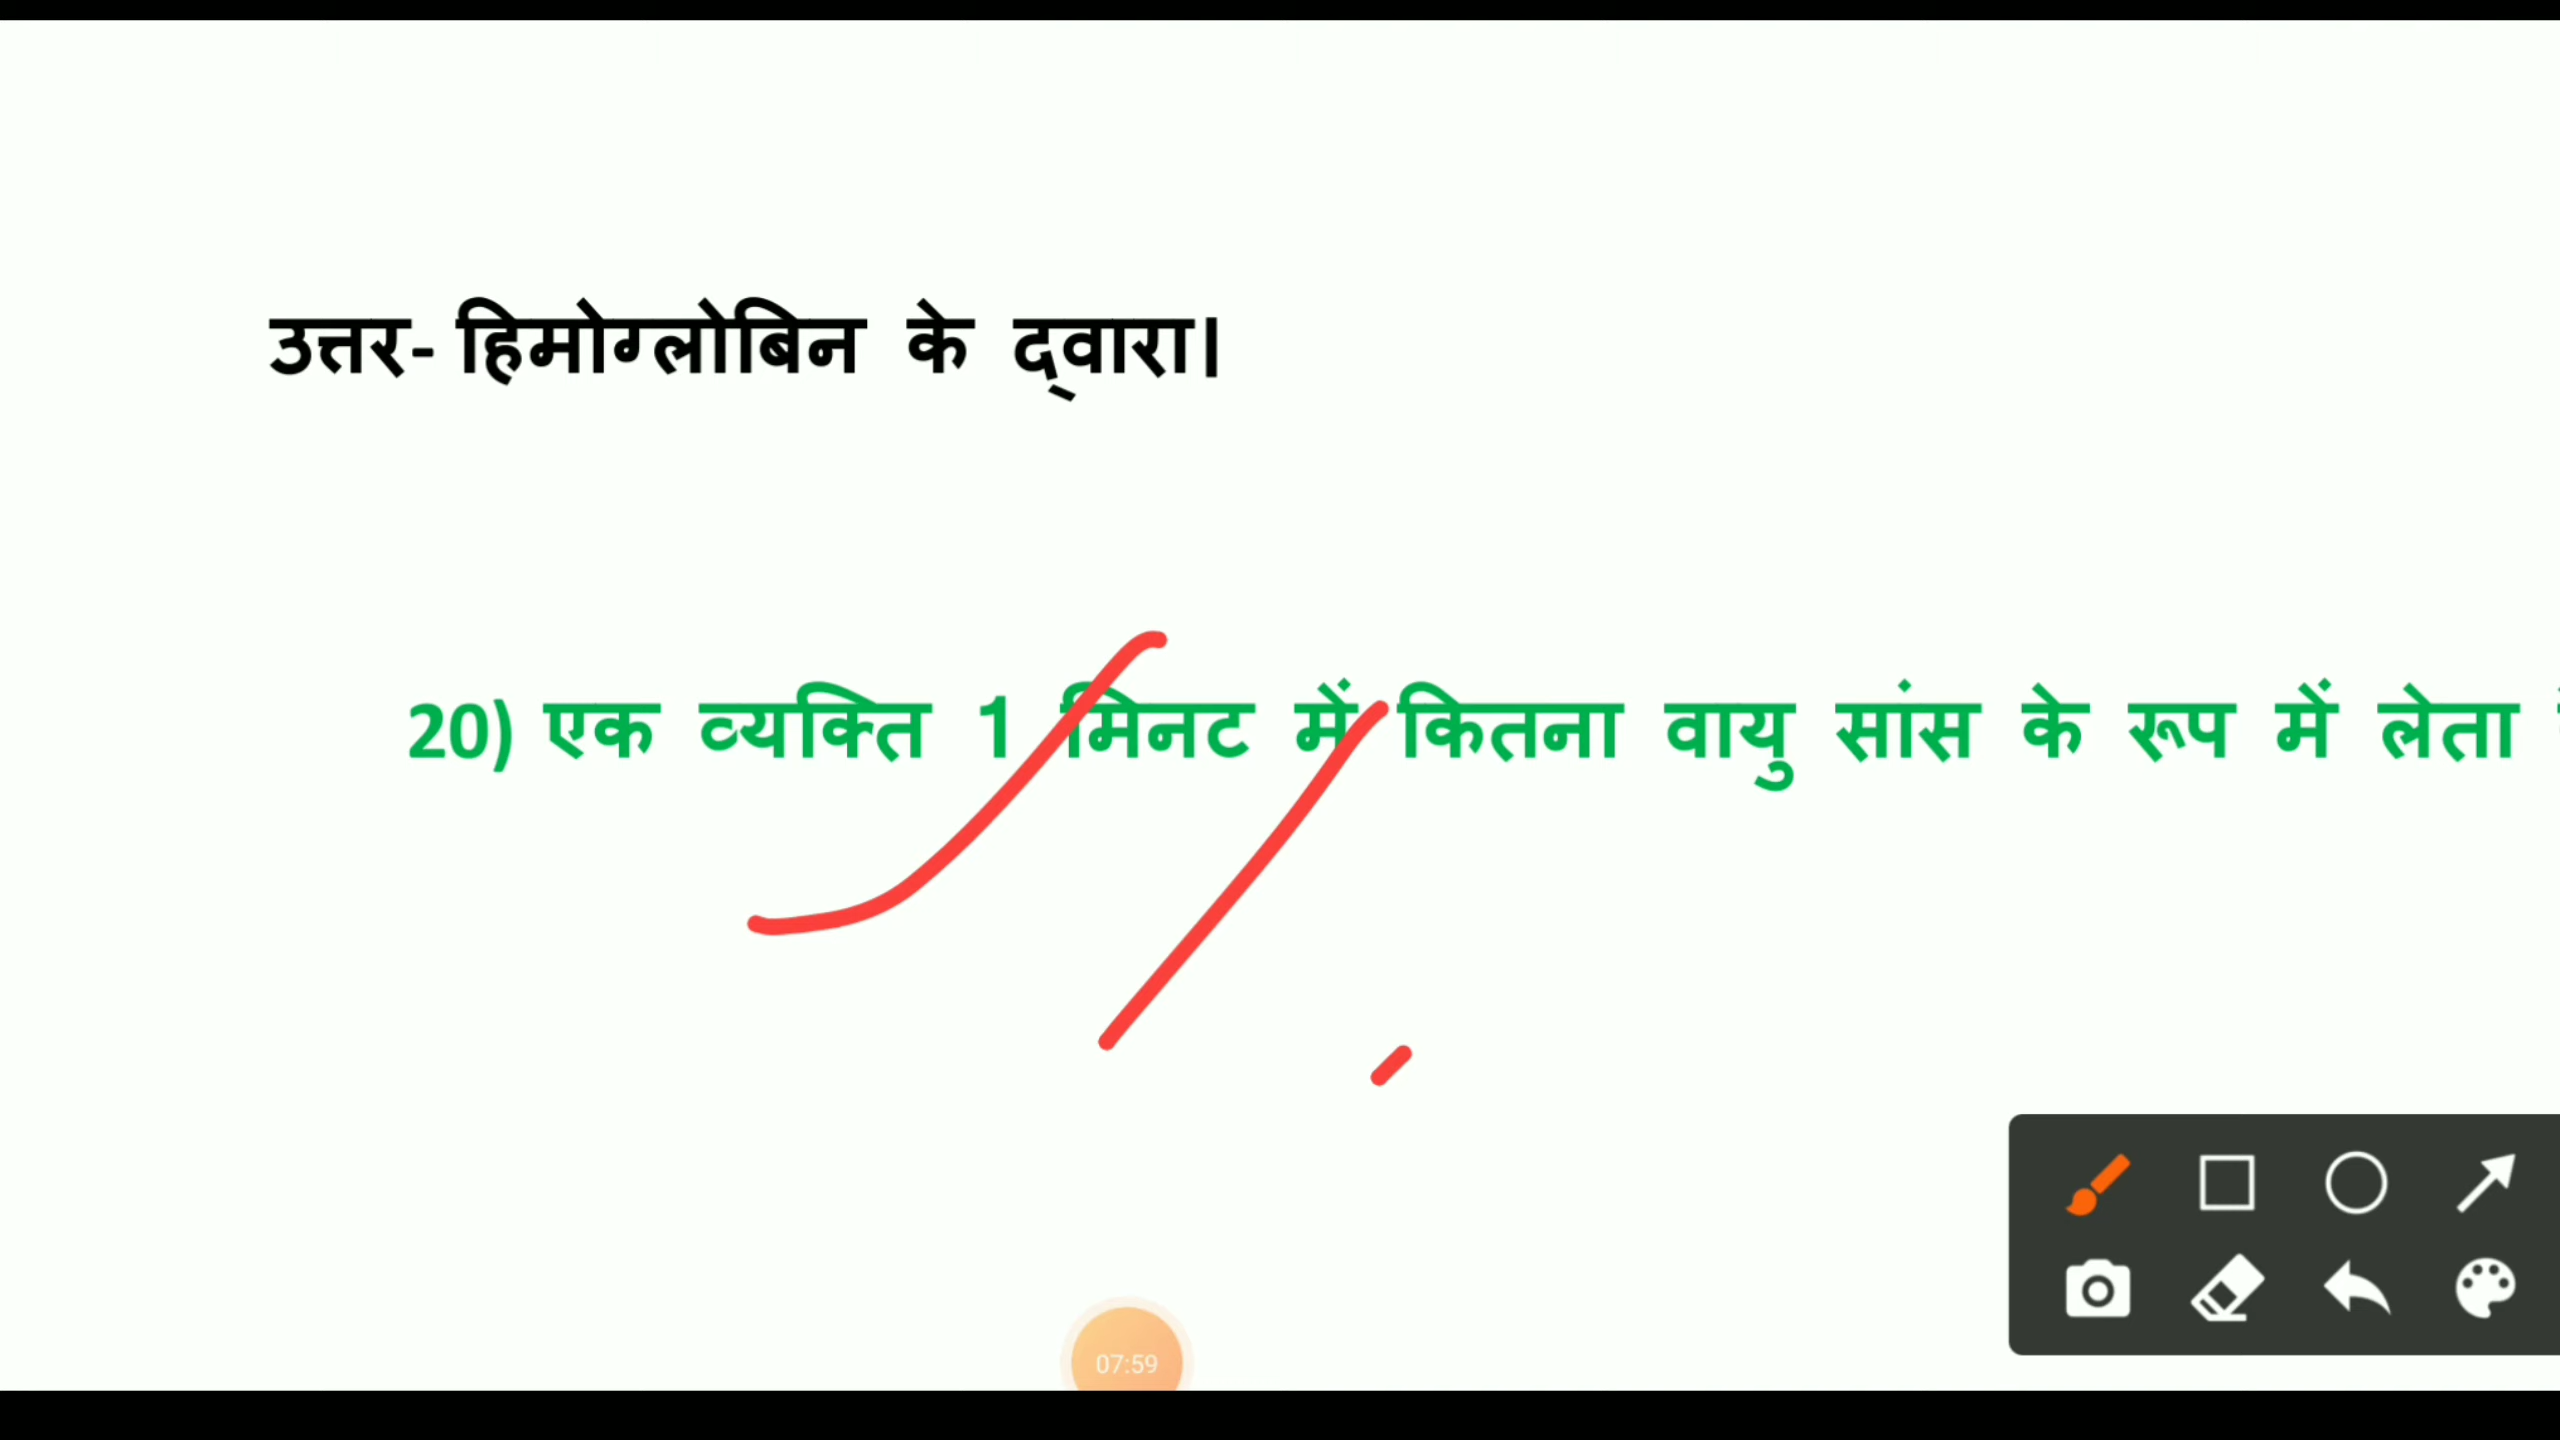 उत्तर- हिमोग्लोबिन के द्वारा।
20) एक व्यक्ति 1 मिनट में कितना वायु सांस के रूप में लेता
07:59